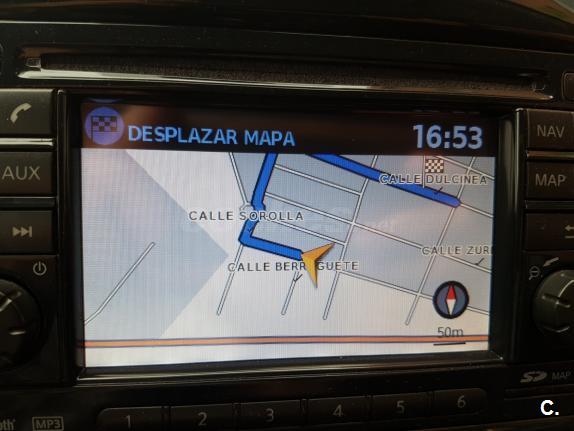 DESPLAZAR MAPA
16:53
NAV
AUX
MAP
CALLE DULCINEA
CALLE SOROLLA
CALLE ZUR
CALLE BERRUGUETE
50m
SD MAP
MP3
1 2 3 4 5 6
C.